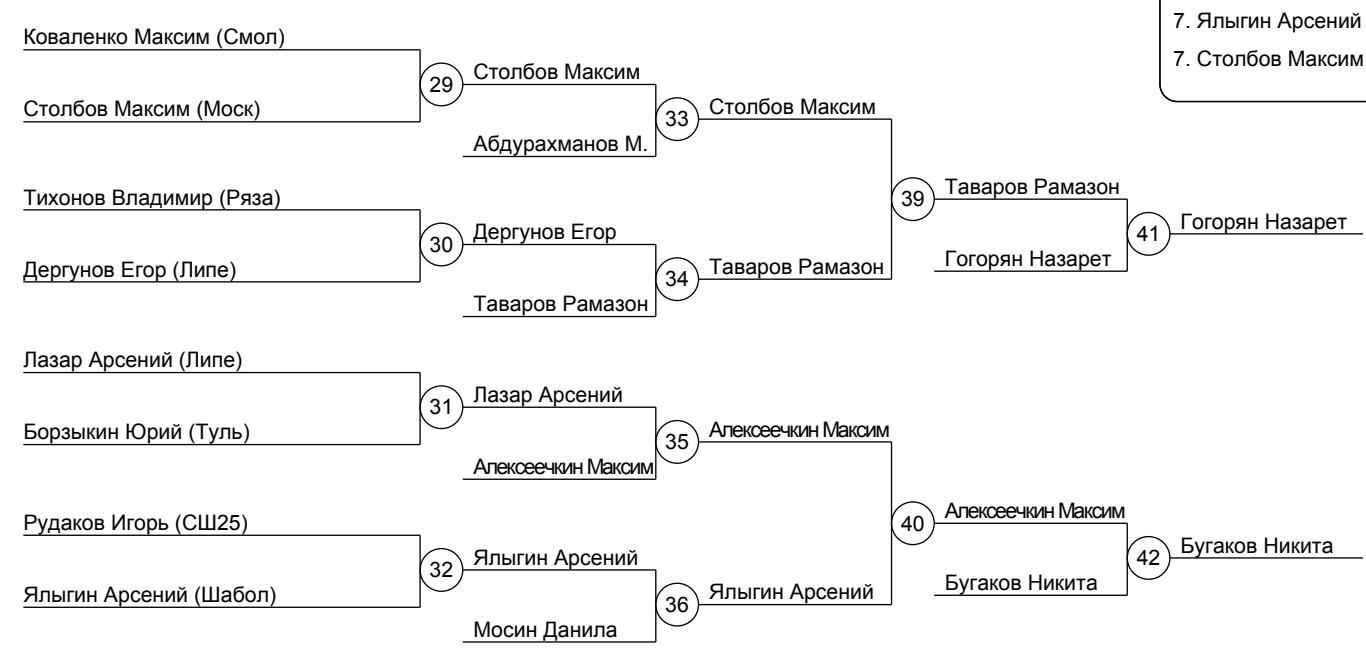 7. Ялыгин Арсений
Коваленко Максим (Смол)
7. Столбов Максим
Столбов Максим
29
Столбов Максим (Моск)
Столбов Максим
33
Абдурахманов М.
Тихонов Владимир (Ряза)
Таваров Рамазон
39
Гогорян Назарет
Дергунов Егор
41
30
Гогорян Назарет
Дергунов Егор (Липе)
Таваров Рамазон
34
Таваров Рамазон
Лазар Арсений (Липе)
Лазар Арсений
31
Борзыкин Юрий (Туль)
Алексеечкин Максим
35
Алексеечкин Максим
Алексеечкин Максим
Рудаков Игорь (СШ25)
40
Бугаков Никита
Ялыгин Арсений
42
32
Бугаков Никита
Ялыгин Арсений (Шабол)
Ялыгин Арсений
36
Мосин Данила